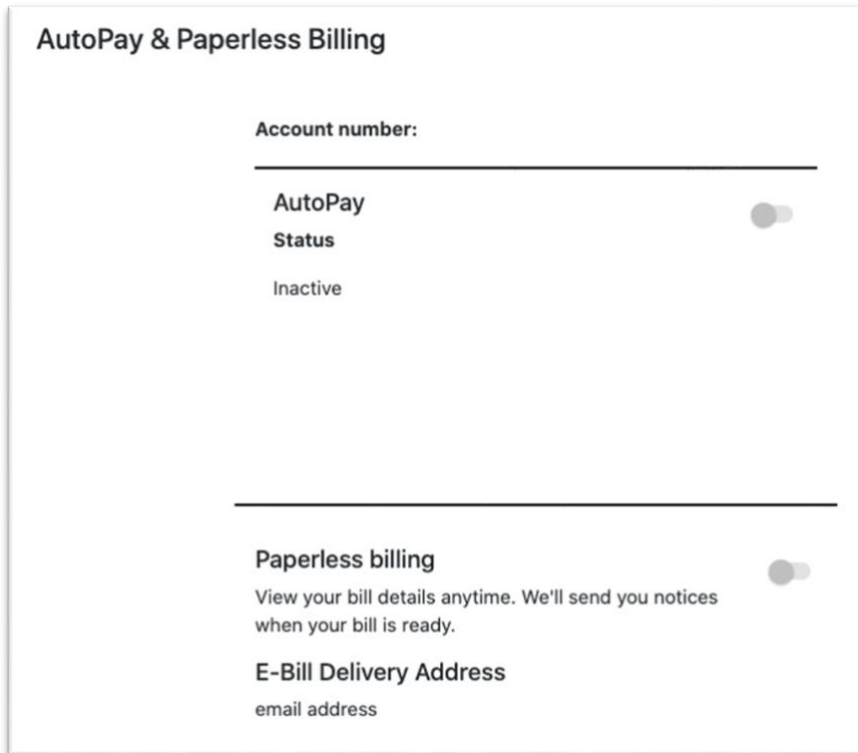 AutoPay & Paperless Billing
Account number:
AutoPay
Status
Inactive
Paperless billing
View your bill details anytime. We'll send you notices
when your bill is ready.
E-Bill Delivery Address
email address